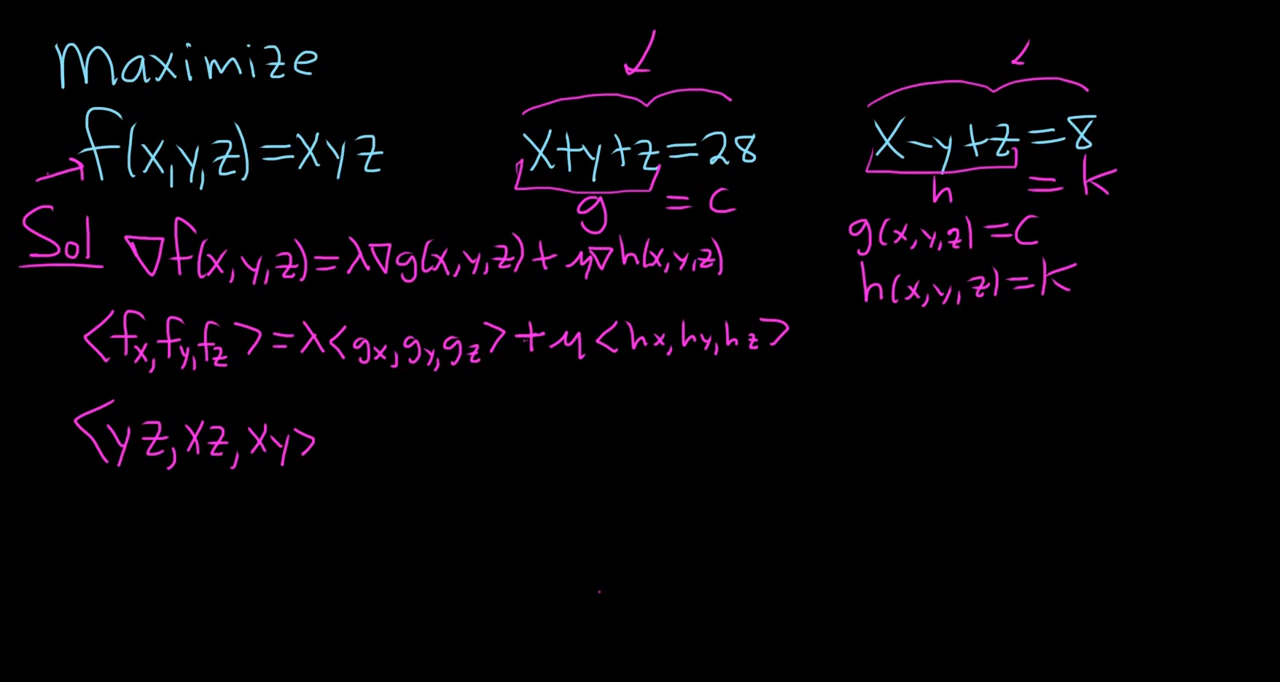 Maximize
f(x,y,z)=xyz x+y+z=28 x-y+z=8
g = c h = k
Sol ∇f(x,y,z)=λ∇g(x,y,z)+μ∇h(x,y,z) g(x,y,z)=c
h(x,y,z)=k
<fx,fy,fz>=λ<gx,gy,gz>+μ<hx,hy,hz>
<yz,xz,xy>